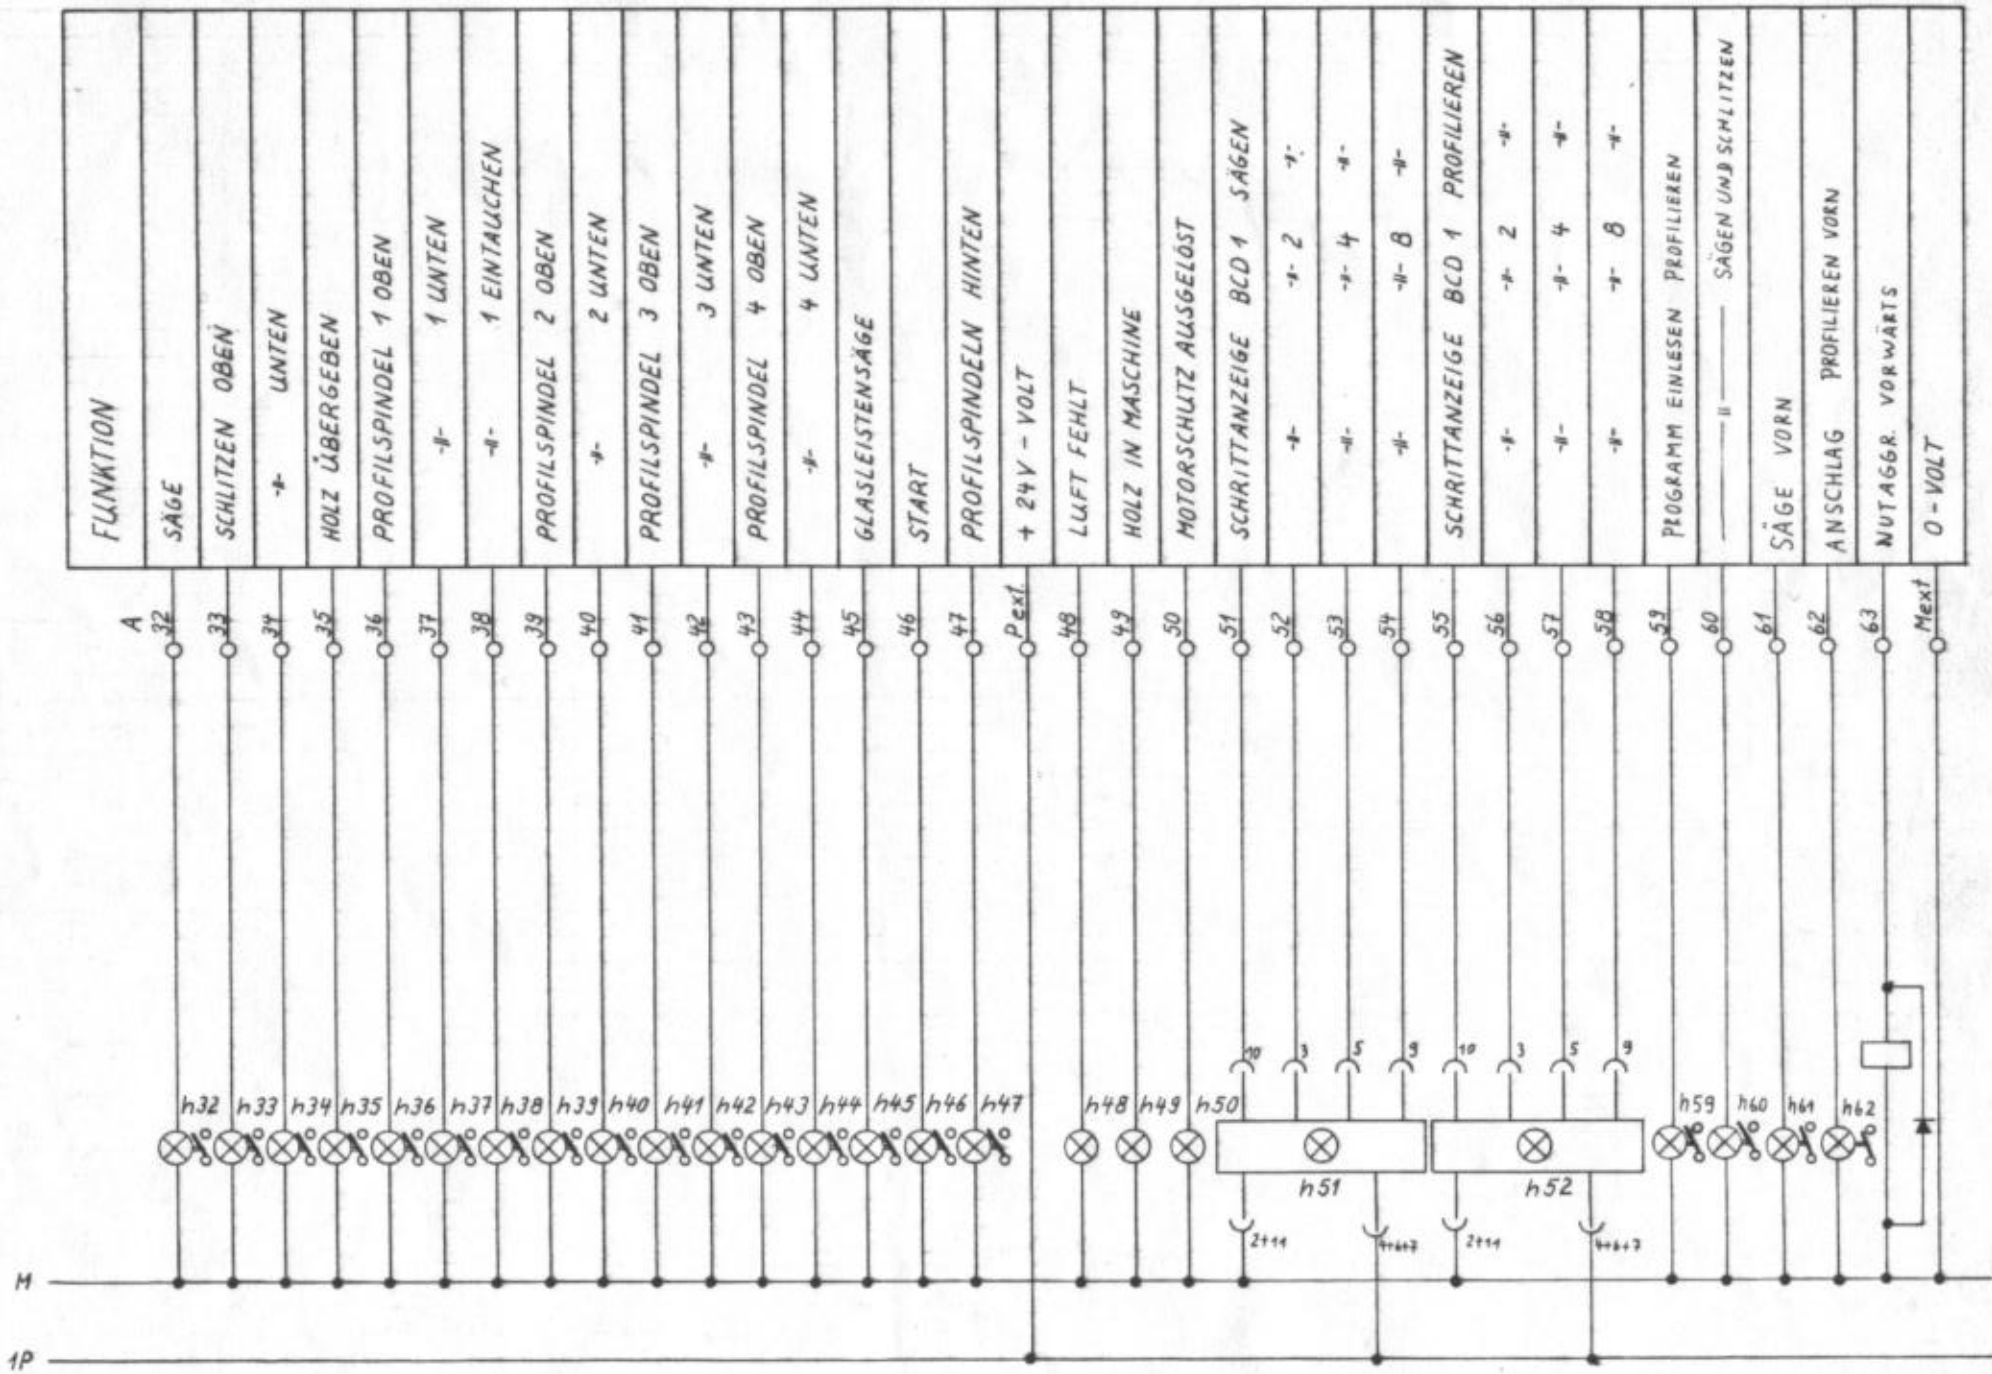 FUNKTION
SÄGE
SCHLITZEN OBEN
-"- UNTEN
HOLZ ÜBERGEBEN
PROFILSPINDEL 1 OBEN
-"- 1 UNTEN
-"- 1 EINTAUCHEN
PROFILSPINDEL 2 OBEN
-"- 2 UNTEN
PROFILSPINDEL 3 OBEN
-"- 3 UNTEN
PROFILSPINDEL 4 OBEN
-"- 4 UNTEN
GLASLEISTENSÄGE
START
PROFILSPINDELN HINTEN
+ 24V - VOLT
LUFT FEHLT
HOLZ IN MASCHINE
MOTORSCHUTZ AUSGELÖST
SCHRITTANZEIGE BCD 1 SÄGEN
-"- -"- 2 -"-
-"- -"- 4 -"-
-"- -"- 8 -"-
SCHRITTANZEIGE BCD 1 PROFILIEREN
-"- -"- 2 -"-
-"- -"- 4 -"-
-"- -"- 8 -"-
PROGRAMM EINLESEN PROFILIEREN
-"- SÄGEN UND SCHLITZEN
SÄGE VORN
ANSCHLAG PROFILIEREN VORN
NUTAGGR. VORWÄRTS
0-VOLT
A 32 33 34 35 36 37 38 39 40 41 42 43 44 45 46 47 Pext. 48 49 50 51 52 53 54 55 56 57 58 59 60 61 62 63 Mext
10 3 5 9 10 3 5 9
h32 h33 h34 h35 h36 h37 h38 h39 h40 h41 h42 h43 h44 h45 h46 h47 h48 h49 h50 h59 h60 h61 h62
h51 h52
2+11 4+6+7 2+11 4+6+7
M
1P